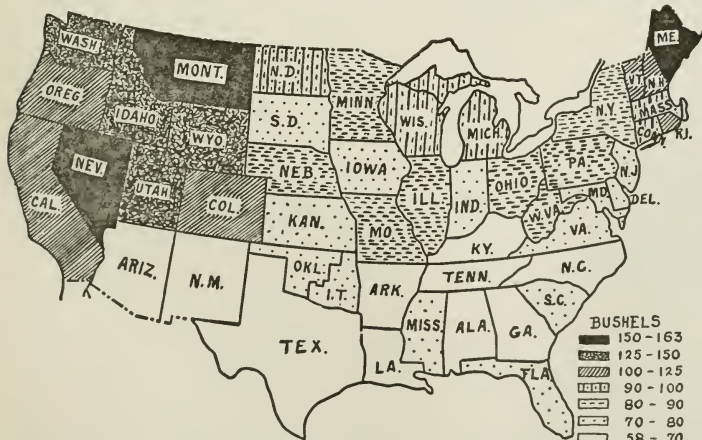 WASH.
MONT.
N.D.
MINN.
ME.
OREG.
IDAHO
WYO.
S.D.
WIS.
MICH.
N.Y.
VT.
N.H.
MASS.
CONN.
R.I.
NEV.
UTAH
CAL.
COL.
NEB.
IOWA
ILL.
IND.
OHIO
PA.
N.J.
MD.
DEL.
KAN.
MO.
W.VA.
VA.
KY.
ARIZ.
N.M.
OKL.
I.T.
ARK.
TENN.
N.C.
S.C.
TEX.
LA.
MISS.
ALA.
GA.
FLA.
BUSHELS
150-163
125-150
100-125
90-100
80-90
70-80
58-70